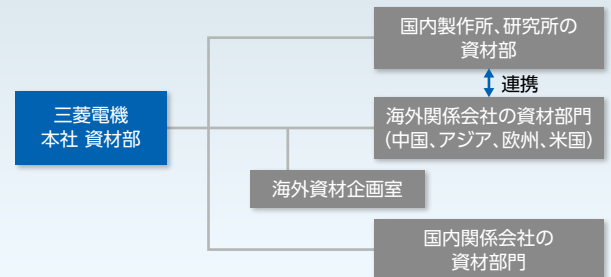 国内製作所、研究所の
資材部
連携
三菱電機
本社 資材部
海外関係会社の資材部門
(中国、アジア、欧州、米国)
海外資材企画室
国内関係会社の
資材部門